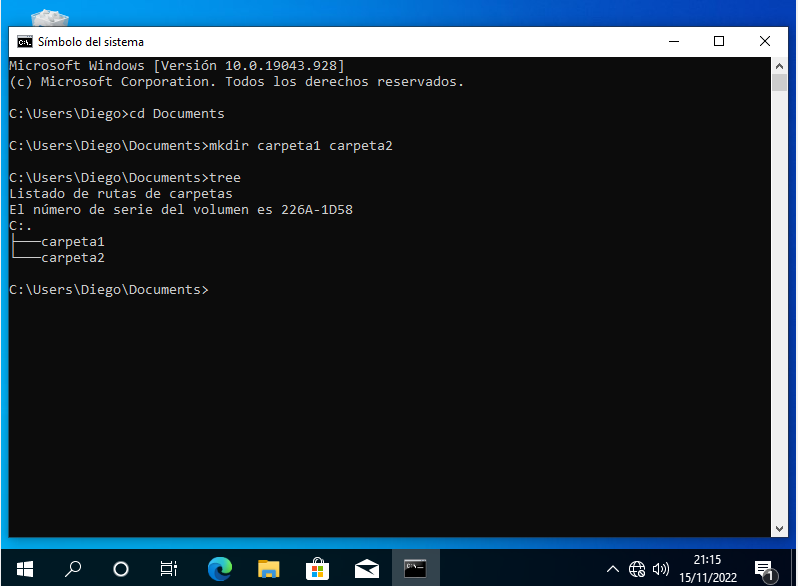 Símbolo del sistema
Microsoft Windows [Versión 10.0.19043.928]
(c) Microsoft Corporation. Todos los derechos reservados.
C:\Users\Diego>cd Documents
C:\Users\Diego\Documents>mkdir carpeta1 carpeta2
C:\Users\Diego\Documents>tree
Listado de rutas de carpetas
El número de serie del volumen es 226A-1D58
C:.
├───carpeta1
└───carpeta2
C:\Users\Diego\Documents>
21:15
15/11/2022
1